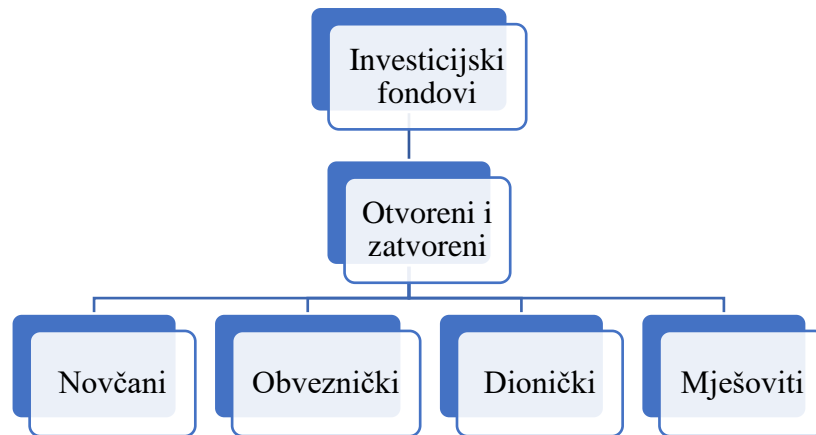 Investicijski
fondovi
Otvoreni i
zatvoreni
Novčani
Obveznički
Dionički
Mješoviti